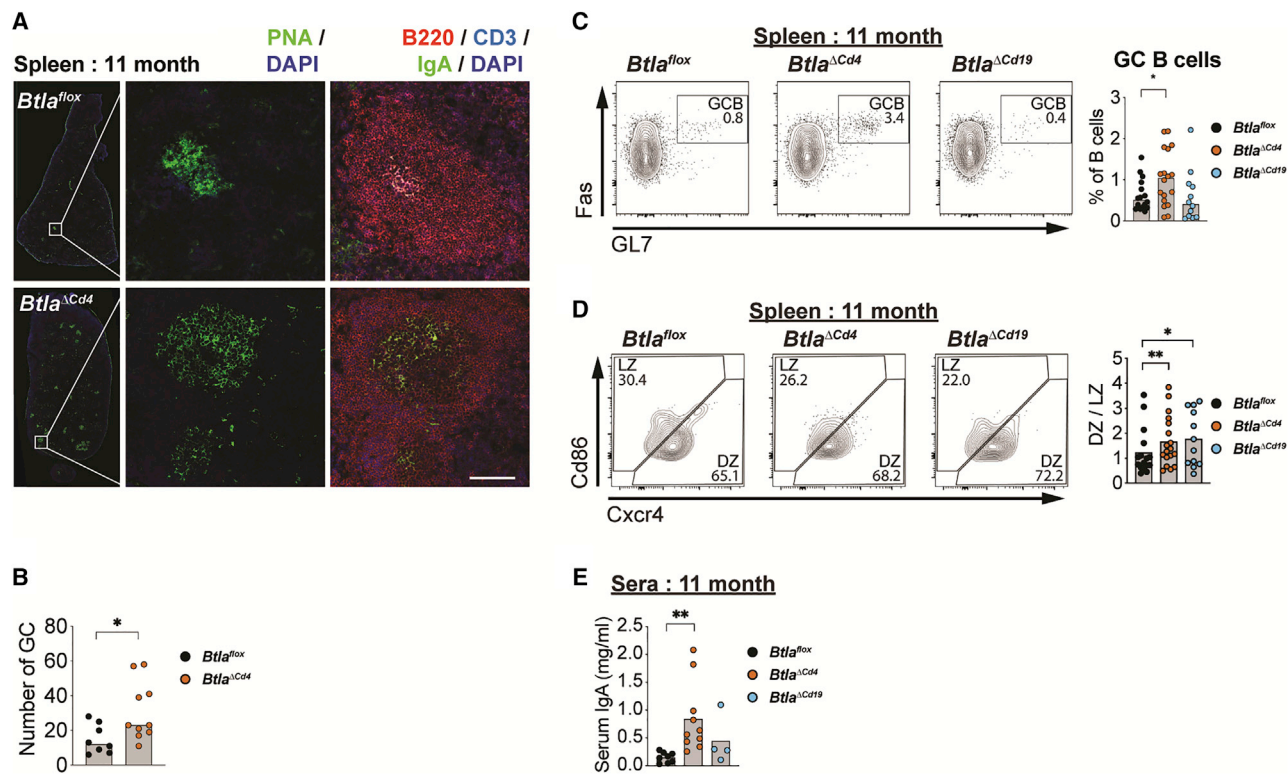 A
PNA /
DAPI
B220 / CD3 /
IgA / DAPI
Spleen : 11 month
Btla^flox
Btla^ΔCd4
B
Number of GC
80
60
40
20
0
*
Btla^flox
Btla^ΔCd4
C
Spleen : 11 month
Btla^flox
Btla^ΔCd4
Btla^ΔCd19
GCB
0.8
GCB
3.4
GCB
0.4
Fas
GL7
GC B cells
% of B cells
3
2
1
0
*
Btla^flox
Btla^ΔCd4
Btla^ΔCd19
D
Spleen : 11 month
Btla^flox
Btla^ΔCd4
Btla^ΔCd19
LZ
30.4
DZ
65.1
LZ
26.2
DZ
68.2
LZ
22.0
DZ
72.2
Cd86
Cxcr4
DZ / LZ
5
4
3
2
1
0
*
**
Btla^flox
Btla^ΔCd4
Btla^ΔCd19
E
Sera : 11 month
Serum IgA (mg/ml)
2.5
2.0
1.5
1.0
0.5
0.0
**
Btla^flox
Btla^ΔCd4
Btla^ΔCd19